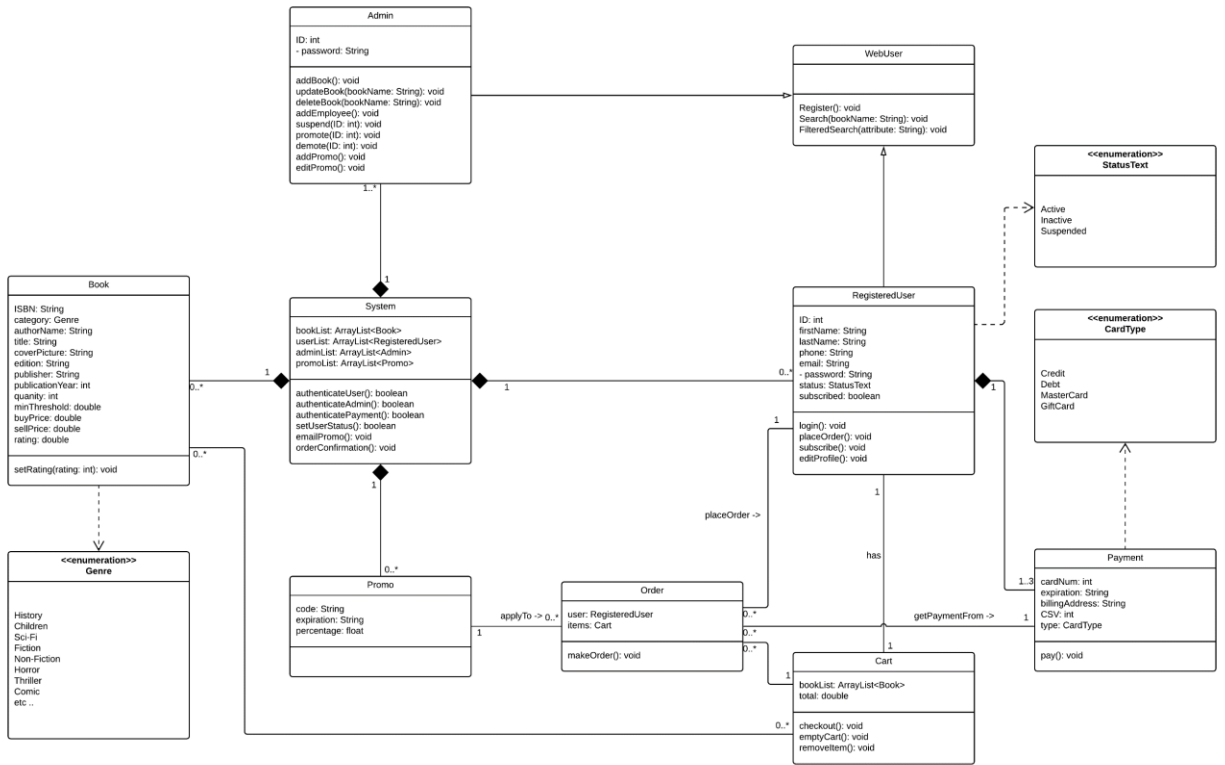 Admin
ID: int
- password: String
addBook(): void
updateBook(bookName: String): void
deleteBook(bookName: String): void
addEmployee(): void
suspend(ID: int): void
promote(ID: int): void
demote(ID: int): void
addPromo(): void
editPromo(): void
1..*
WebUser
Register(): void
Search(bookName: String): void
FilteredSearch(attribute: String): void
<<enumeration>>
StatusText
Active
Inactive
Suspended
Book
ISBN: String
category: Genre
authorName: String
title: String
coverPicture: String
edition: String
publisher: String
publicationYear: int
quanity: int
minThreshold: double
buyPrice: double
sellPrice: double
rating: double
setRating(rating: int): void
0..*
1
0..*
1
System
bookList: ArrayList<Book>
userList: ArrayList<RegisteredUser>
adminList: ArrayList<Admin>
promoList: ArrayList<Promo>
authenticateUser(): boolean
authenticateAdmin(): boolean
authenticatePayment(): boolean
setUserStatus(): boolean
emailPromo(): void
orderConfirmation(): void
1
1
0..*
RegisteredUser
ID: int
firstName: String
lastName: String
phone: String
email: String
- password: String
status: StatusText
subscribed: boolean
login(): void
placeOrder(): void
subscribe(): void
editProfile(): void
1
1
1
<<enumeration>>
CardType
Credit
Debt
MasterCard
GiftCard
<<enumeration>>
Genre
History
Children
Sci-Fi
Fiction
Non-Fiction
Horror
Thriller
Comic
etc ..
placeOrder ->
has
0..*
Promo
code: String
expiration: String
percentage: float
1
applyTo ->
0..*
Order
user: RegisteredUser
items: Cart
makeOrder(): void
0..*
0..*
0..*
getPaymentFrom ->
1
1..3
Payment
cardNum: int
expiration: String
billingAddress: String
CSV: int
type: CardType
pay(): void
1
1
0..*
Cart
bookList: ArrayList<Book>
total: double
checkout(): void
emptyCart(): void
removeItem(): void